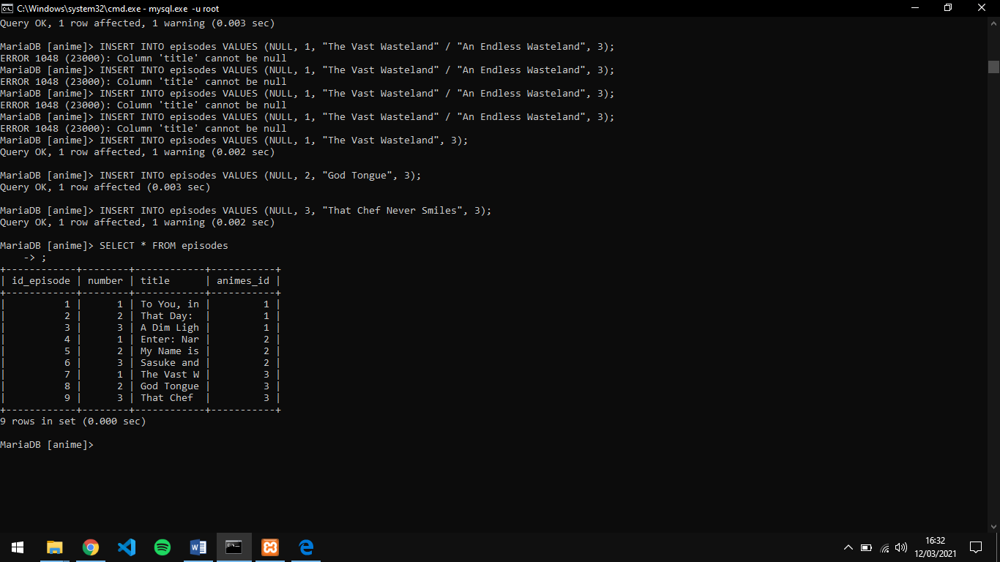 C:\Windows\system32\cmd.exe - mysql.exe -u root
Query OK, 1 row affected, 1 warning (0.003 sec)
MariaDB [anime]> INSERT INTO episodes VALUES (NULL, 1, "The Vast Wasteland" / "An Endless Wasteland", 3);
ERROR 1048 (23000): Column 'title' cannot be null
MariaDB [anime]> INSERT INTO episodes VALUES (NULL, 1, "The Vast Wasteland" / "An Endless Wasteland", 3);
ERROR 1048 (23000): Column 'title' cannot be null
MariaDB [anime]> INSERT INTO episodes VALUES (NULL, 1, "The Vast Wasteland" / "An Endless Wasteland", 3);
ERROR 1048 (23000): Column 'title' cannot be null
MariaDB [anime]> INSERT INTO episodes VALUES (NULL, 1, "The Vast Wasteland" / "An Endless Wasteland", 3);
ERROR 1048 (23000): Column 'title' cannot be null
MariaDB [anime]> INSERT INTO episodes VALUES (NULL, 1, "The Vast Wasteland", 3);
Query OK, 1 row affected, 1 warning (0.002 sec)
MariaDB [anime]> INSERT INTO episodes VALUES (NULL, 2, "God Tongue", 3);
Query OK, 1 row affected (0.003 sec)
MariaDB [anime]> INSERT INTO episodes VALUES (NULL, 3, "That Chef Never Smiles", 3);
Query OK, 1 row affected, 1 warning (0.002 sec)
MariaDB [anime]> SELECT * FROM episodes
    -> ;
+------------+--------+------------+-----------+
| id_episode | number | title      | animes_id |
+------------+--------+------------+-----------+
|          1 |      1 | To You, in |         1 |
|          2 |      2 | That Day:  |         1 |
|          3 |      3 | A Dim Ligh |         1 |
|          4 |      1 | Enter: Nar |         2 |
|          5 |      2 | My Name is |         2 |
|          6 |      3 | Sasuke and |         2 |
|          7 |      1 | The Vast W |         3 |
|          8 |      2 | God Tongue |         3 |
|          9 |      3 | That Chef  |         3 |
+------------+--------+------------+-----------+
9 rows in set (0.000 sec)
MariaDB [anime]>
16:32
12/03/2021